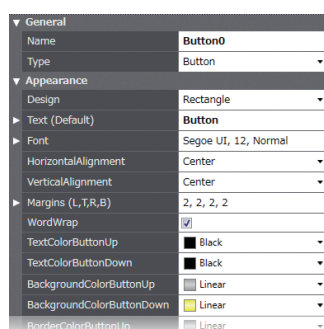 General
Name Button0
Type Button
Appearance
Design Rectangle
Text (Default) Button
Font Segoe UI, 12, Normal
HorizontalAlignment Center
VerticalAlignment Center
Margins (L,T,R,B) 2, 2, 2, 2
WordWrap
TextColorButtonUp Black
TextColorButtonDown Black
BackgroundColorButtonUp Linear
BackgroundColorButtonDown Linear
BorderColorButtonUp Linear